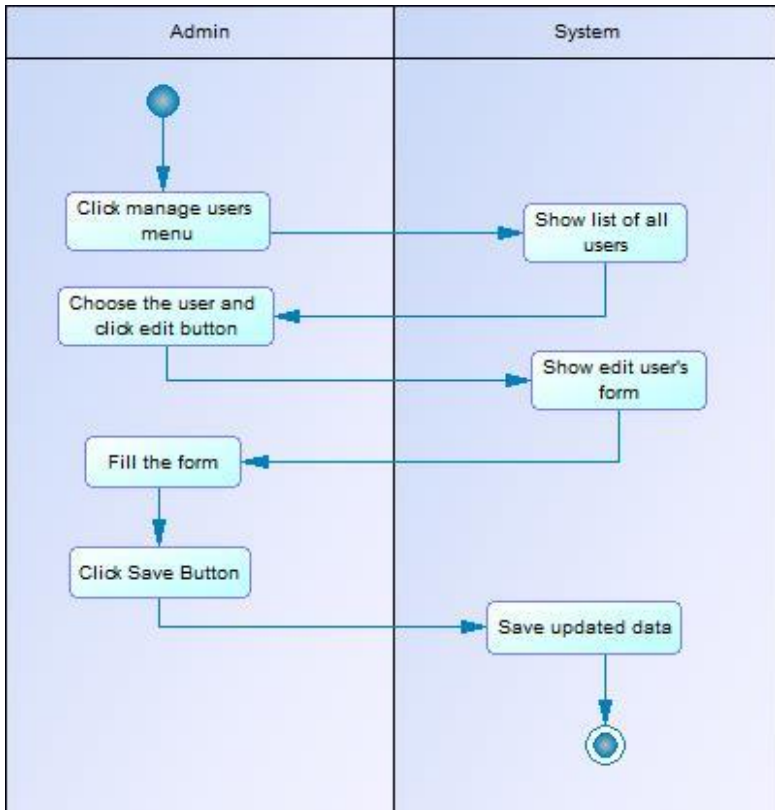 Admin
System
Click manage users
menu
Show list of all
users
Choose the user and
click edit button
Show edit user's
form
Fill the form
Click Save Button
Save updated data